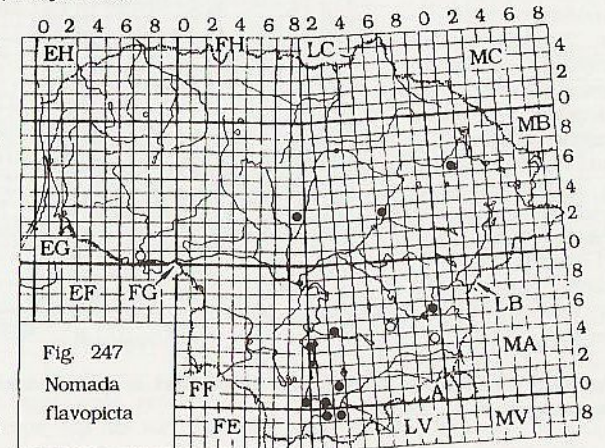 0 2 4 6 8 0 2 4 6 8 2 4 6 8 0 2 4 6 8
EH FH LC MC
4
2
0
MB
8
6
4
2
EG
0
EF FG
8
LB
6
Fig. 247
MA
4
Nomada
2
flavopicta
FF
LA
0
FE LV MV
8